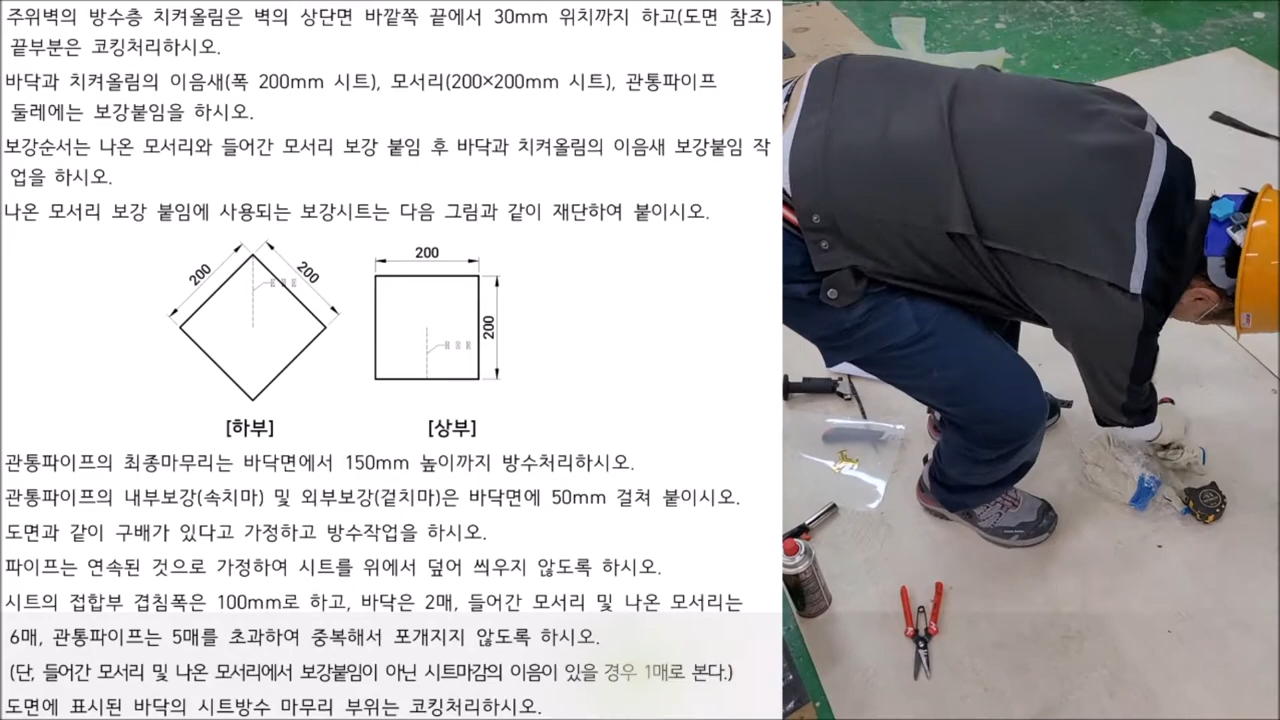 주위벽의 방수층 치켜올림은 벽의 상단면 바깥쪽 끝에서 30mm 위치까지 하고(도면 참조)
끝부분은 코킹처리하시오.
바닥과 치켜올림의 이음새(폭 200mm 시트), 모서리(200×200mm 시트), 관통파이프
둘레에는 보강붙임을 하시오.
보강순서는 나온 모서리와 들어간 모서리 보강 붙임 후 바닥과 치켜올림의 이음새 보강붙임 작
업을 하시오.
나온 모서리 보강 붙임에 사용되는 보강시트는 다음 그림과 같이 재단하여 붙이시오.
200 200 200
200
[하부] [상부]
관통파이프의 최종마무리는 바닥면에서 150mm 높이까지 방수처리하시오.
관통파이프의 내부보강(속치마) 및 외부보강(겉치마)은 바닥면에 50mm 걸쳐 붙이시오.
도면과 같이 구배가 있다고 가정하고 방수작업을 하시오.
파이프는 연속된 것으로 가정하여 시트를 위에서 덮어 씌우지 않도록 하시오.
시트의 접합부 겹침폭은 100mm로 하고, 바닥은 2매, 들어간 모서리 및 나온 모서리는
6매, 관통파이프는 5매를 초과하여 중복해서 포개지지 않도록 하시오.
(단, 들어간 모서리 및 나온 모서리에서 보강붙임이 아닌 시트마감의 이음이 있을 경우 1매로 본다.)
도면에 표시된 바닥의 시트방수 마무리 부위는 코킹처리하시오.